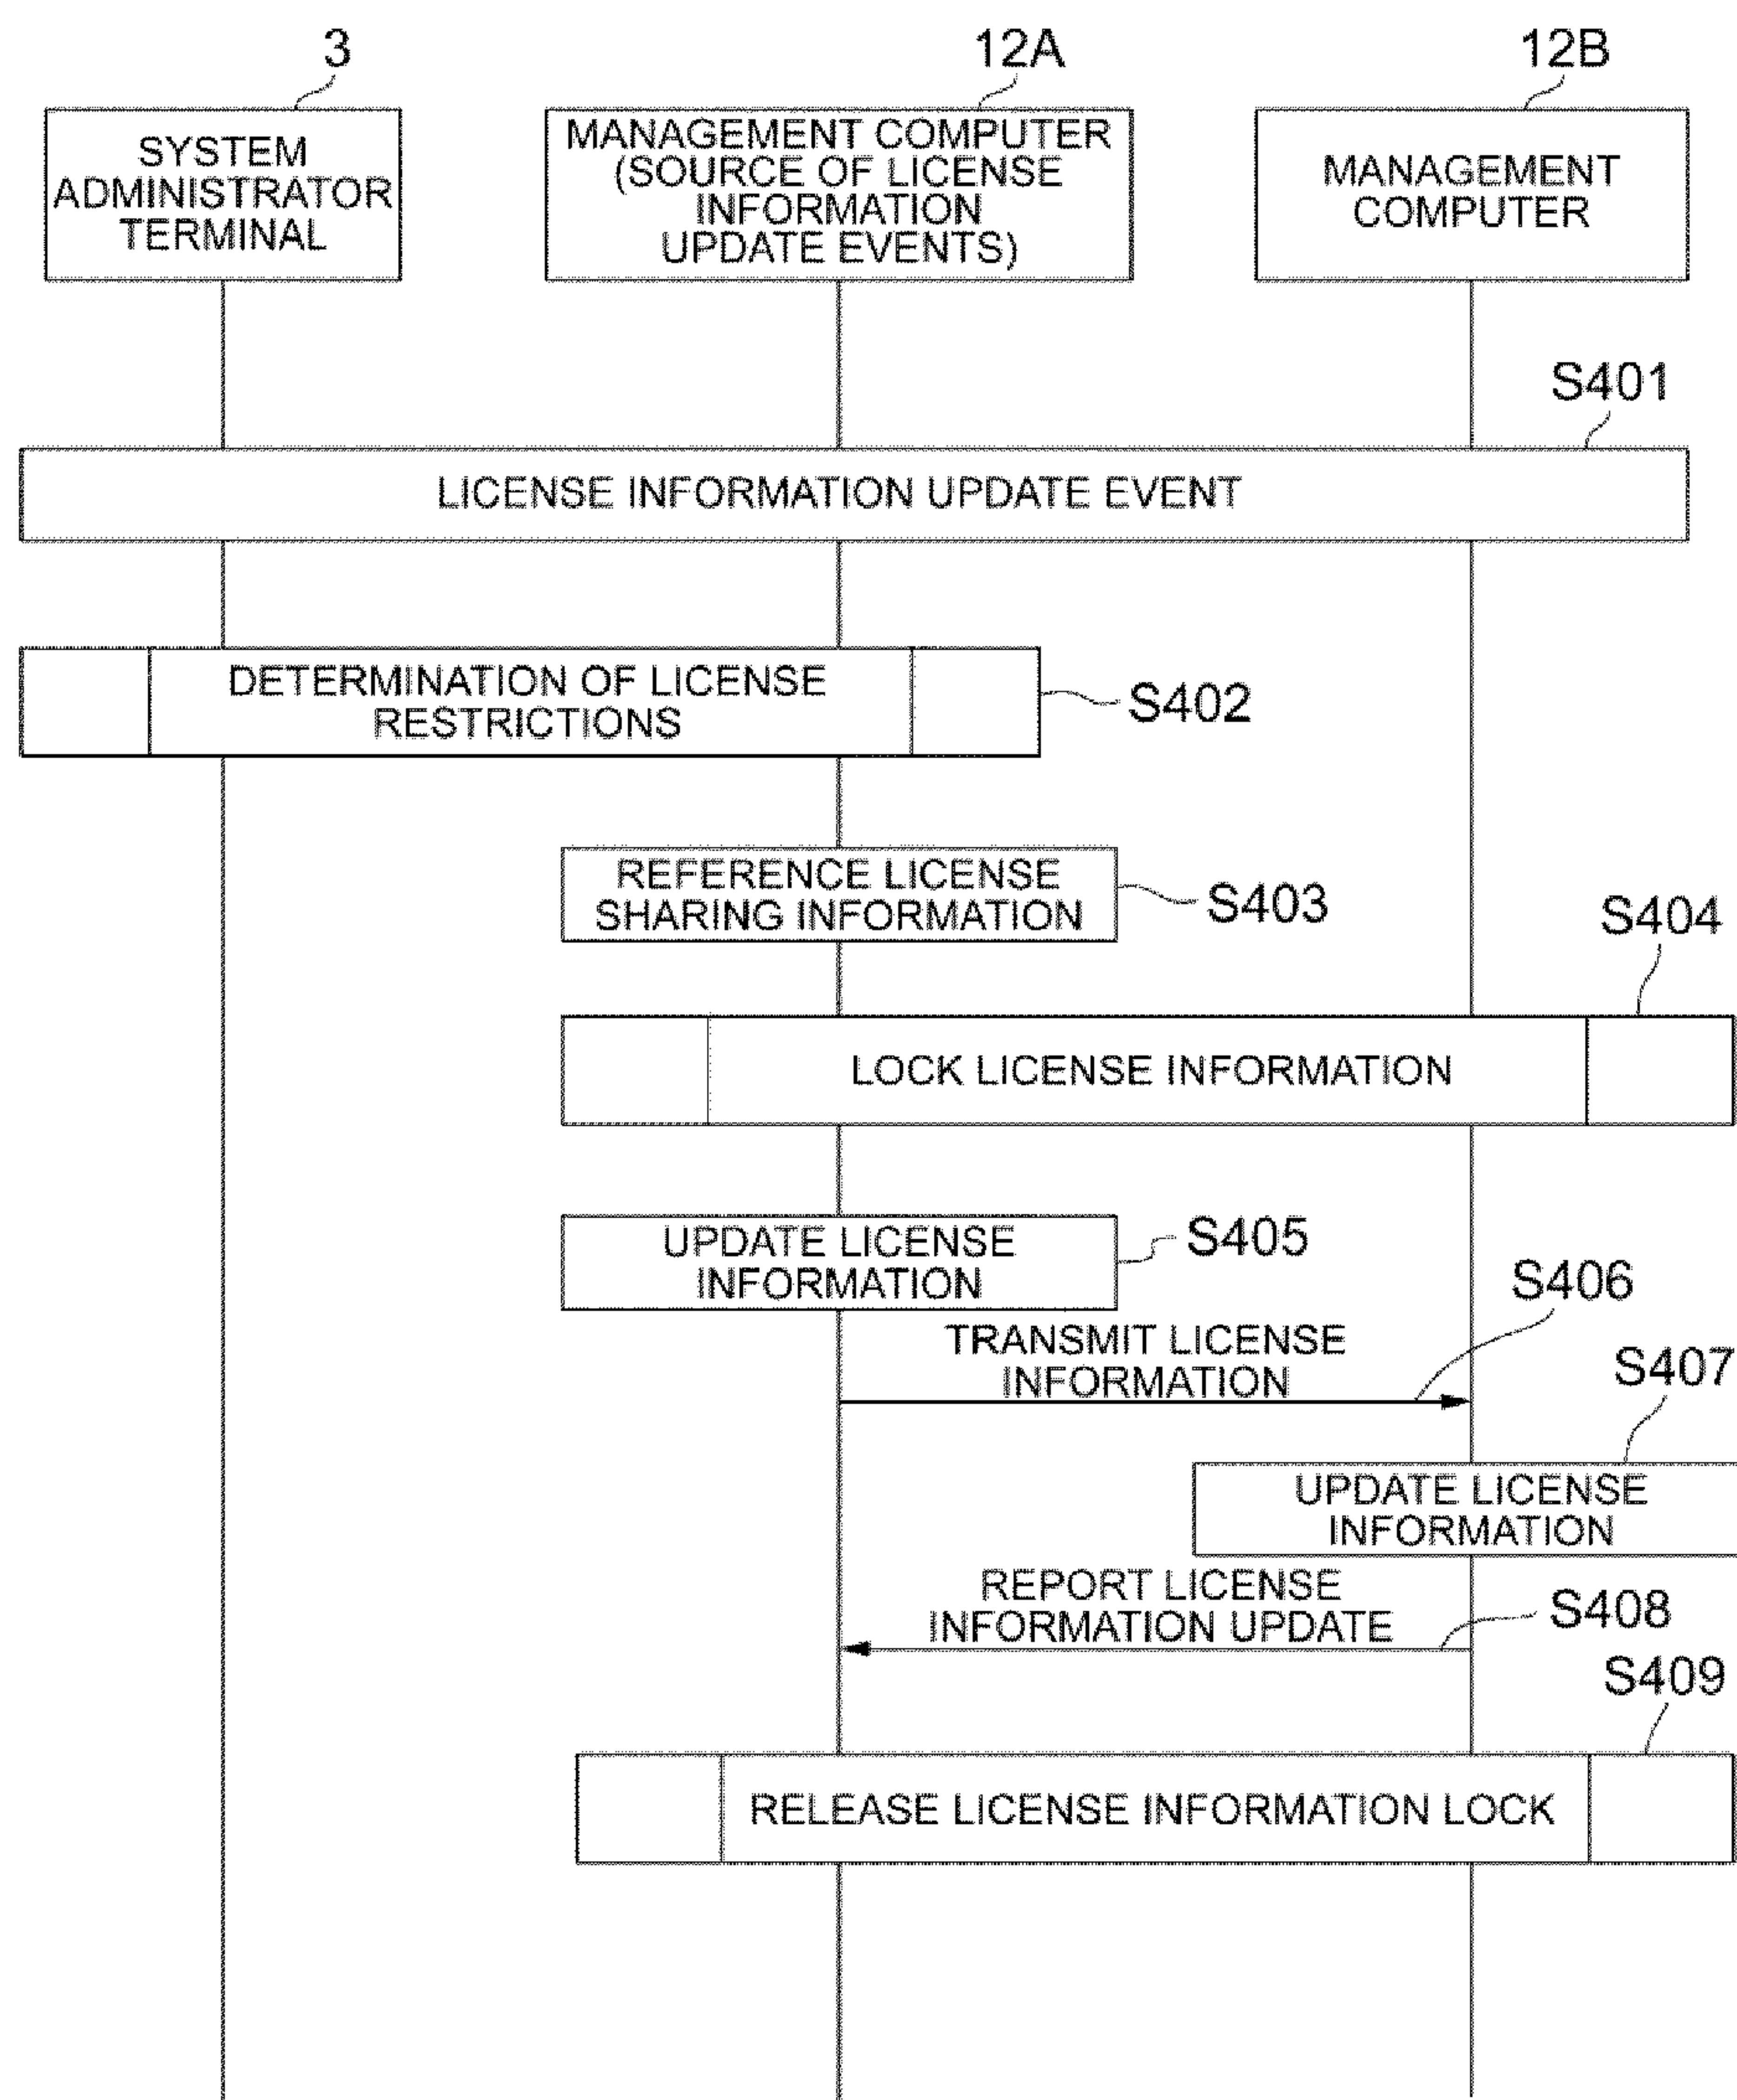 3
12A
12B
SYSTEM
ADMINISTRATOR
TERMINAL
MANAGEMENT COMPUTER
(SOURCE OF LICENSE
INFORMATION
UPDATE EVENTS)
MANAGEMENT
COMPUTER
S401
LICENSE INFORMATION UPDATE EVENT
DETERMINATION OF LICENSE
RESTRICTIONS
S402
REFERENCE LICENSE
SHARING INFORMATION
S403
S404
LOCK LICENSE INFORMATION
UPDATE LICENSE
INFORMATION
S405
S406
TRANSMIT LICENSE
INFORMATION
S407
UPDATE LICENSE
INFORMATION
REPORT LICENSE
INFORMATION UPDATE
S408
S409
RELEASE LICENSE INFORMATION LOCK